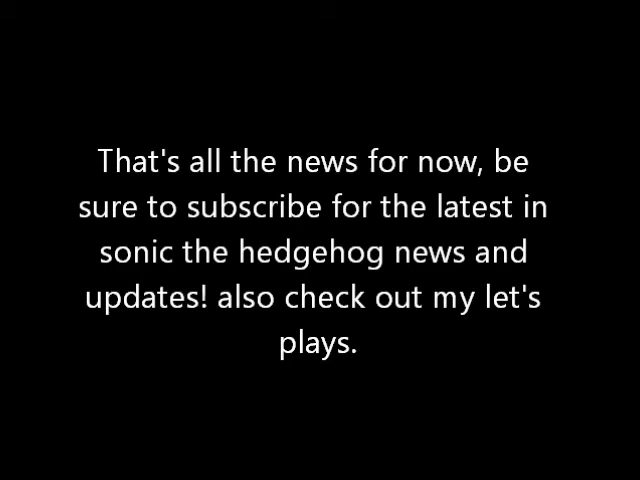 That's all the news for now, be
sure to subscribe for the latest in
sonic the hedgehog news and
updates! also check out my let's
plays.